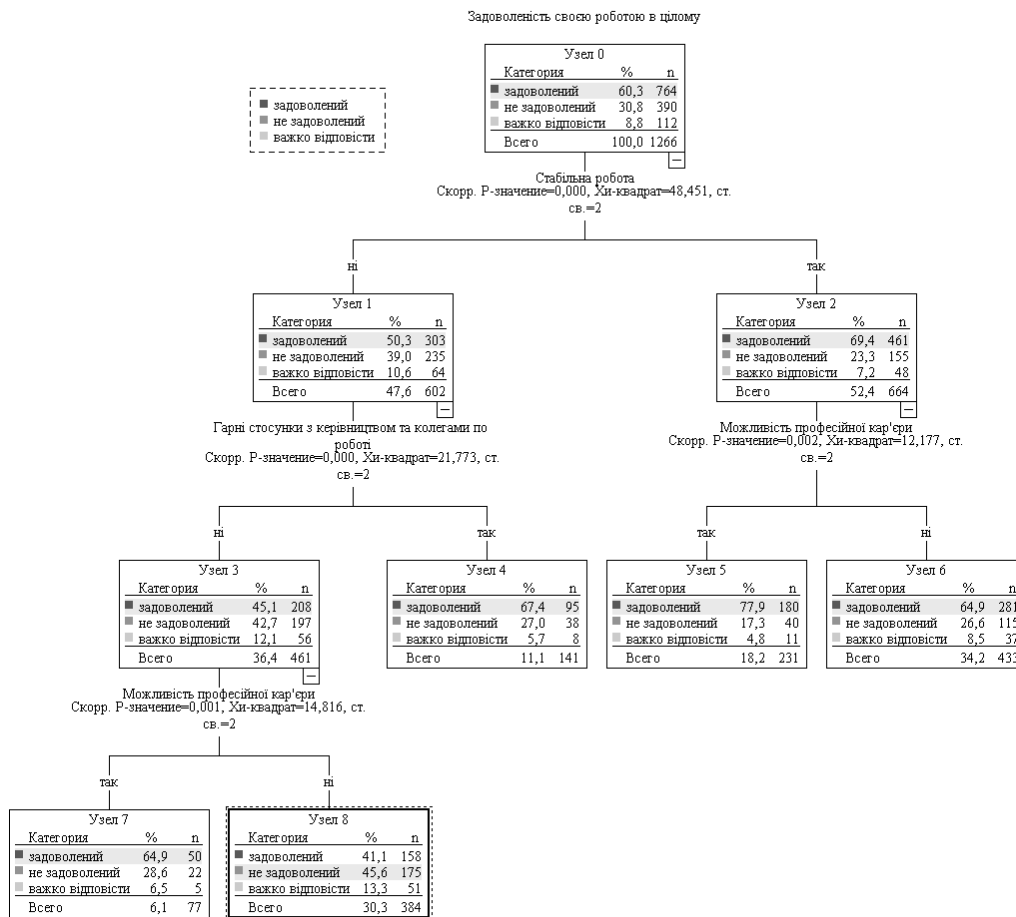 Задоволеність своєю роботою в цілому
задоволений
не задоволений
важко відповісти
Узел 0
Категория % n
задоволений 60,3 764
не задоволений 30,8 390
важко відповісти 8,8 112
Всего 100,0 1266
Стабільна робота
Скорр. P-значение=0,000, Хи-квадрат=48,451, ст.
св.=2
ні
так
Узел 1
Категория % n
задоволений 50,3 303
не задоволений 39,0 235
важко відповісти 10,6 64
Всего 47,6 602
Узел 2
Категория % n
задоволений 69,4 461
не задоволений 23,3 155
важко відповісти 7,2 48
Всего 52,4 664
Гарні стосунки з керівництвом та колегами по
роботі
Скорр. P-значение=0,000, Хи-квадрат=21,773, ст.
св.=2
Можливість професійної кар'єри
Скорр. P-значение=0,002, Хи-квадрат=12,177, ст.
св.=2
ні
так
так
ні
Узел 3
Категория % n
задоволений 45,1 208
не задоволений 42,7 197
важко відповісти 12,1 56
Всего 36,4 461
Узел 4
Категория % n
задоволений 67,4 95
не задоволений 27,0 38
важко відповісти 5,7 8
Всего 11,1 141
Узел 5
Категория % n
задоволений 77,9 180
не задоволений 17,3 40
важко відповісти 4,8 11
Всего 18,2 231
Узел 6
Категория % n
задоволений 64,9 281
не задоволений 26,6 115
важко відповісти 8,5 37
Всего 34,2 433
Можливість професійної кар'єри
Скорр. P-значение=0,001, Хи-квадрат=14,816, ст.
св.=2
так
ні
Узел 7
Категория % n
задоволений 64,9 50
не задоволений 28,6 22
важко відповісти 6,5 5
Всего 6,1 77
Узел 8
Категория % n
задоволений 41,1 158
не задоволений 45,6 175
важко відповісти 13,3 51
Всего 30,3 384